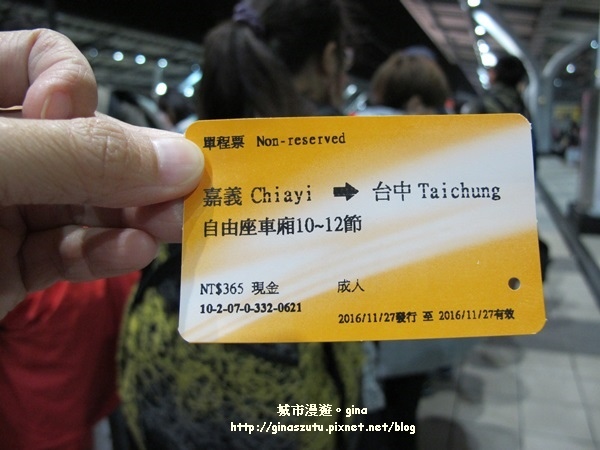 單程票 Non-reserved
嘉義 Chiayi ➡ 台中 Taichung
自由座車廂10~12節
NT$365 現金 成人
10-2-07-0-332-0621
2016/11/27發行 至 2016/11/27有效
城市漫遊。gina
http://ginaszutu.pixnet.net/blog